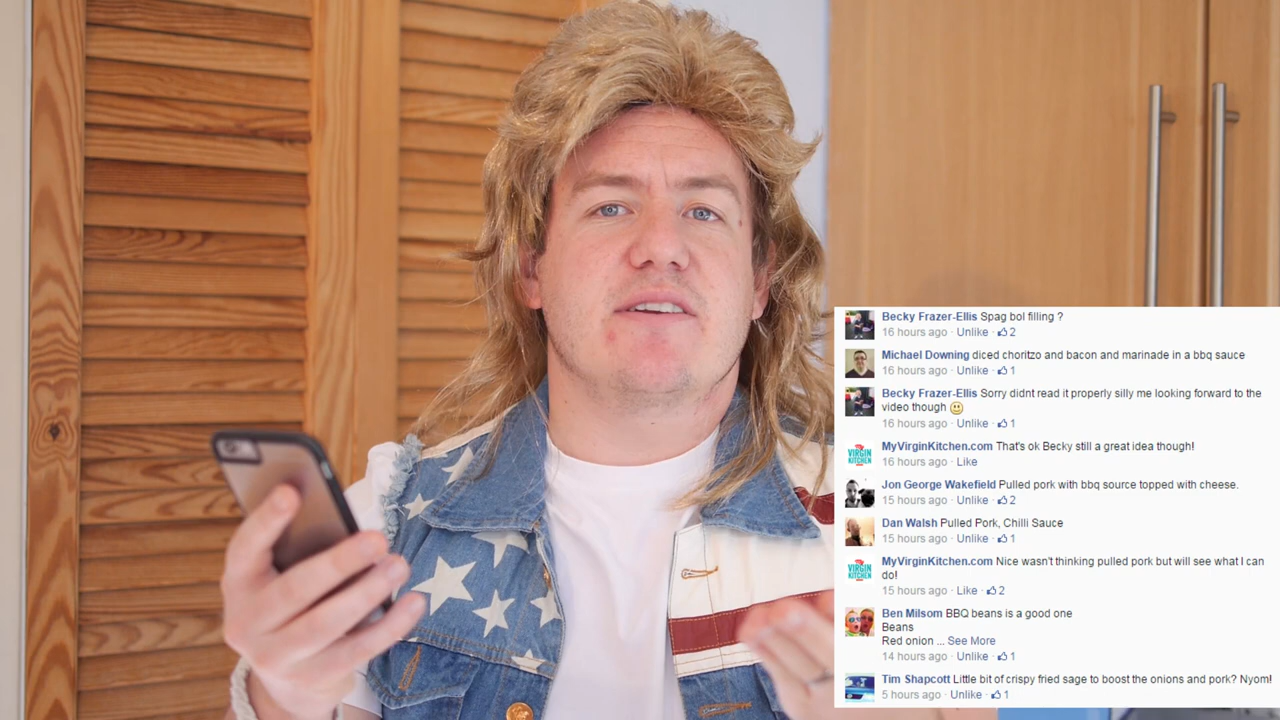 Becky Frazer-Ellis Spag bol filling ?
16 hours ago · Unlike · 2
Michael Downing diced choritzo and bacon and marinade in a bbq sauce
16 hours ago · Unlike · 1
Becky Frazer-Ellis Sorry didnt read it properly silly me looking forward to the
video though
16 hours ago · Unlike · 1
VIRGIN
KITCHEN
MyVirginKitchen.com That's ok Becky still a great idea though!
16 hours ago · Like
Jon George Wakefield Pulled pork with bbq source topped with cheese.
15 hours ago · Unlike · 2
Dan Walsh Pulled Pork, Chilli Sauce
15 hours ago · Unlike · 1
VIRGIN
KITCHEN
MyVirginKitchen.com Nice wasn't thinking pulled pork but will see what I can
do!
15 hours ago · Like · 2
Ben Milsom BBQ beans is a good one
Beans
Red onion ... See More
14 hours ago · Unlike · 1
Tim Shapcott Little bit of crispy fried sage to boost the onions and pork? Nyom!
5 hours ago · Unlike · 1